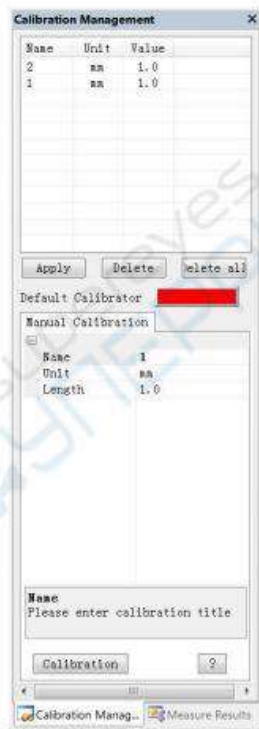 Calibration Management ×
Name Unit Value
2 mm 1.0
1 mm 1.0
Apply Delete elete all
Default Calibrator
Manual Calibration
Name 1
Unit mm
Length 1.0
Name
Please enter calibration title
Calibration ?
Calibration Manag... Measure Results